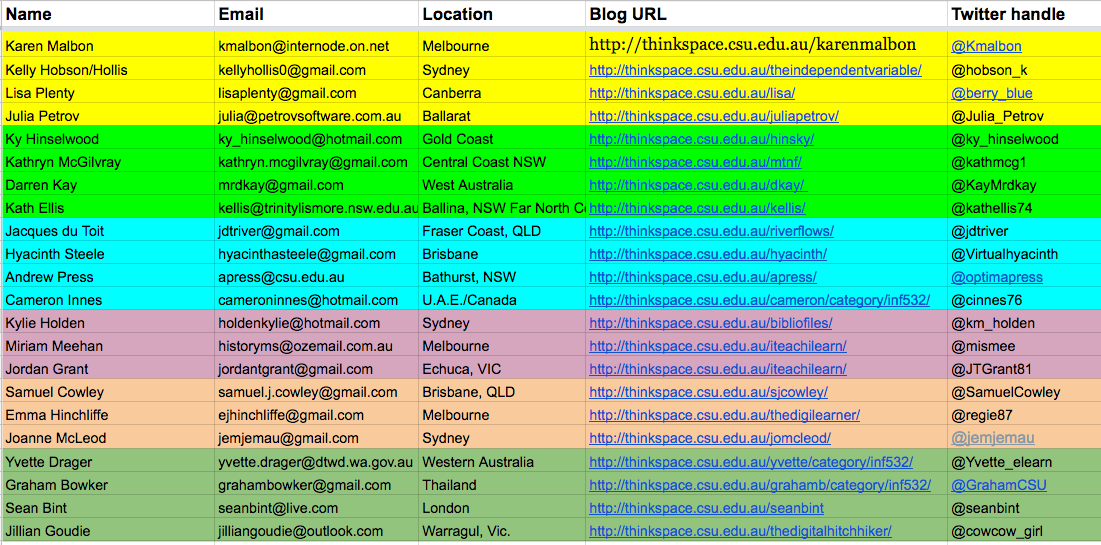 Name Email Location Blog URL Twitter handle
Karen Malbon kmalbon@internode.on.net Melbourne http://thinkspace.csu.edu.au/karenmalbon @Kmalbon
Kelly Hobson/Hollis kellyhollis0@gmail.com Sydney http://thinkspace.csu.edu.au/theindependentvariable/ @hobson_k
Lisa Plenty lisaplenty@gmail.com Canberra http://thinkspace.csu.edu.au/lisa/ @berry_blue
Julia Petrov julia@petrovsoftware.com.au Ballarat http://thinkspace.csu.edu.au/juliapetrov/ @Julia_Petrov
Ky Hinselwood ky_hinselwood@hotmail.com Gold Coast http://thinkspace.csu.edu.au/hinsky/ @ky_hinselwood
Kathryn McGilvray kathryn.mcgilvray@gmail.com Central Coast NSW http://thinkspace.csu.edu.au/mtnf/ @kathmcg1
Darren Kay mrdkay@gmail.com West Australia http://thinkspace.csu.edu.au/dkay/ @KayMrdkay
Kath Ellis kellis@trinitylismore.nsw.edu.au Ballina, NSW Far North C http://thinkspace.csu.edu.au/kellis/ @kathellis74
Jacques du Toit jdtriver@gmail.com Fraser Coast, QLD http://thinkspace.csu.edu.au/riverflows/ @jdtriver
Hyacinth Steele hyacinthasteele@gmail.com Brisbane http://thinkspace.csu.edu.au/hyacinth/ @Virtualhyacinth
Andrew Press apress@csu.edu.au Bathurst, NSW http://thinkspace.csu.edu.au/apress/ @optimapress
Cameron Innes cameroninnes@hotmail.com U.A.E./Canada http://thinkspace.csu.edu.au/cameron/category/inf532/ @cinnes76
Kylie Holden holdenkylie@hotmail.com Sydney http://thinkspace.csu.edu.au/bibliofiles/ @km_holden
Miriam Meehan historyms@ozemail.com.au Melbourne http://thinkspace.csu.edu.au/iteachilearn/ @mismee
Jordan Grant jordantgrant@gmail.com Echuca, VIC http://thinkspace.csu.edu.au/iteachilearn/ @JTGrant81
Samuel Cowley samuel.j.cowley@gmail.com Brisbane, QLD http://thinkspace.csu.edu.au/sjcowley/ @SamuelCowley
Emma Hinchliffe ejhinchliffe@gmail.com Melbourne http://thinkspace.csu.edu.au/thedigilearner/ @regie87
Joanne McLeod jemjemau@gmail.com Sydney http://thinkspace.csu.edu.au/jomcleod/ @jemjemau
Yvette Drager yvette.drager@dtwd.wa.gov.au Western Australia http://thinkspace.csu.edu.au/yvette/category/inf532/ @Yvette_elearn
Graham Bowker grahambowker@gmail.com Thailand http://thinkspace.csu.edu.au/grahamb/category/inf532/ @GrahamCSU
Sean Bint seanbint@live.com London http://thinkspace.csu.edu.au/seanbint @seanbint
Jillian Goudie jilliangoudie@outlook.com Warragul, Vic. http://thinkspace.csu.edu.au/thedigitalhitchhiker/ @cowcow_girl